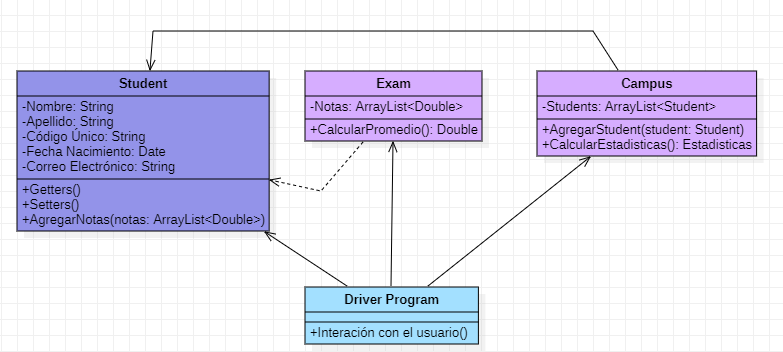 Student
-Nombre: String
-Apellido: String
-Código Único: String
-Fecha Nacimiento: Date
-Correo Electrónico: String
+Getters()
+Setters()
+AgregarNotas(notas: ArrayList<Double>)
Exam
-Notas: ArrayList<Double>
+CalcularPromedio(): Double
Campus
-Students: ArrayList<Student>
+AgregarStudent(student: Student)
+CalcularEstadisticas(): Estadisticas
Driver Program
+Interación con el usuario()